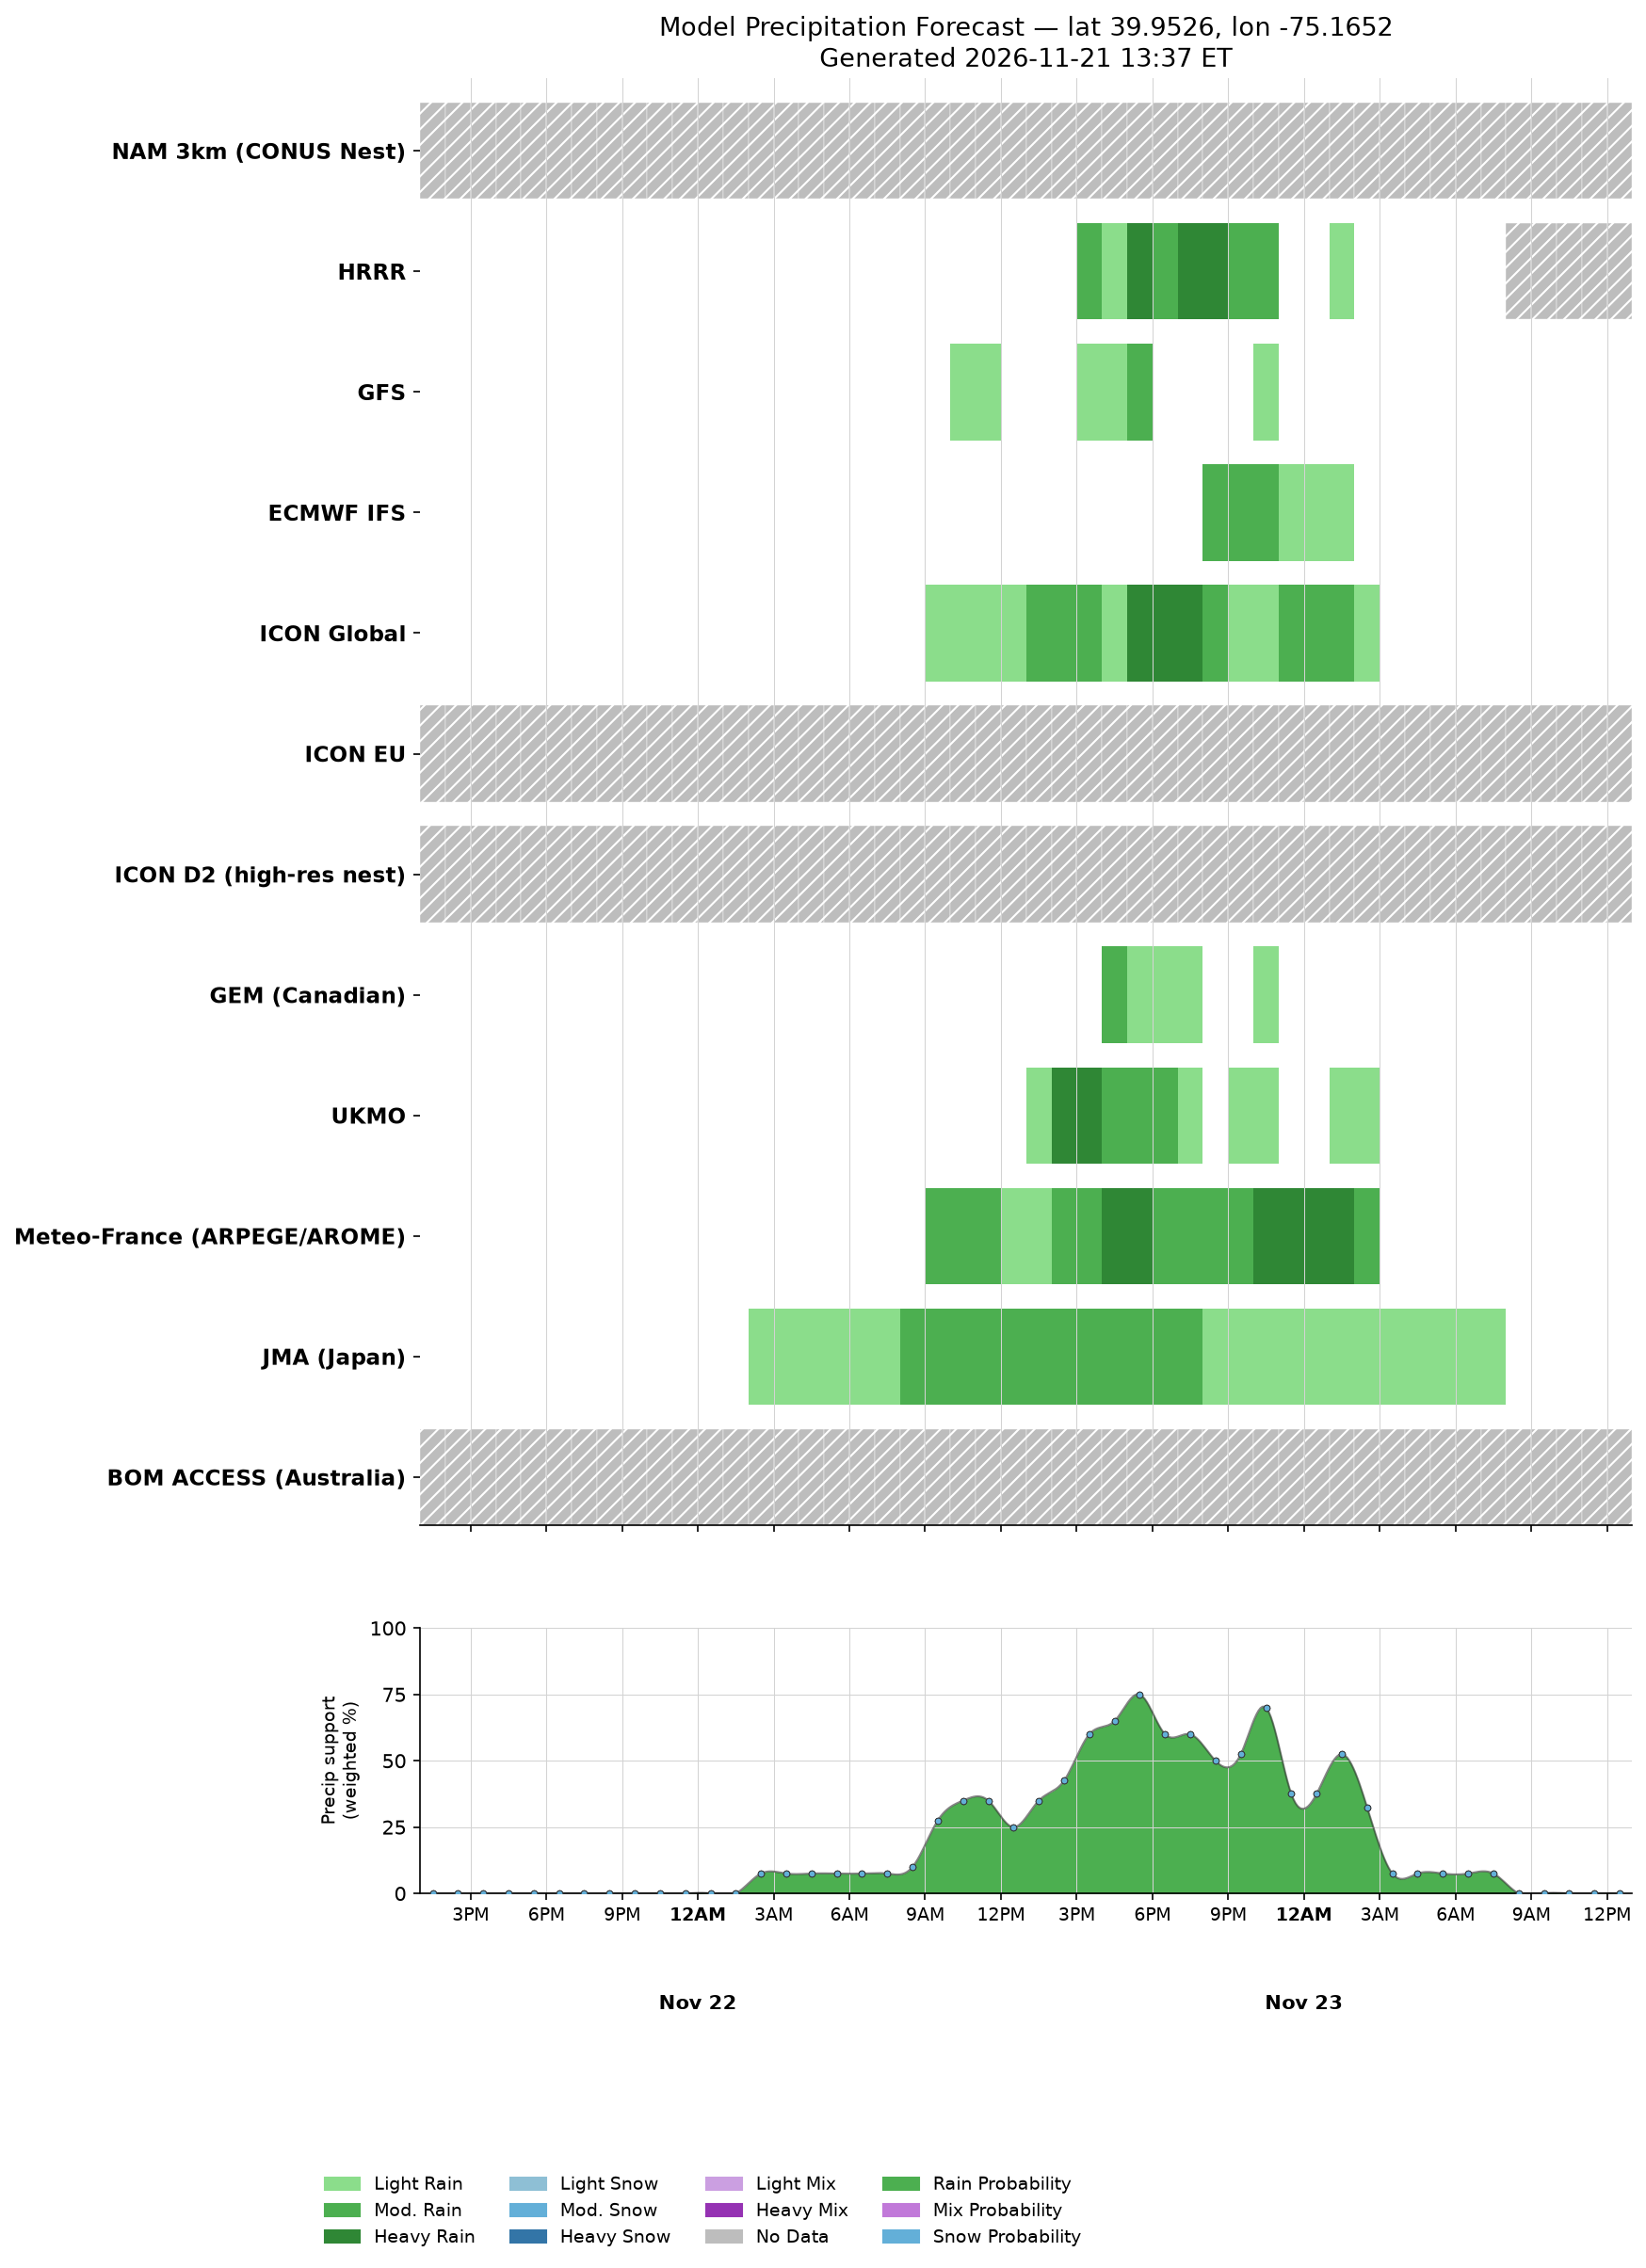 Model Precipitation Forecast — lat 39.9526, lon -75.1652
Generated 2026-11-21 13:37 ET
NAM 3km (CONUS Nest)
HRRR
GFS
ECMWF IFS
ICON Global
ICON EU
ICON D2 (high-res nest)
GEM (Canadian)
UKMO
Meteo-France (ARPEGE/AROME)
JMA (Japan)
BOM ACCESS (Australia)
Precip support
(weighted %)
100
75
50
25
0
3PM 6PM 9PM 12AM 3AM 6AM 9AM 12PM 3PM 6PM 9PM 12AM 3AM 6AM 9AM 12PM
Nov 22 Nov 23
Light Rain Light Snow Light Mix Rain Probability
Mod. Rain Mod. Snow Heavy Mix Mix Probability
Heavy Rain Heavy Snow No Data Snow Probability